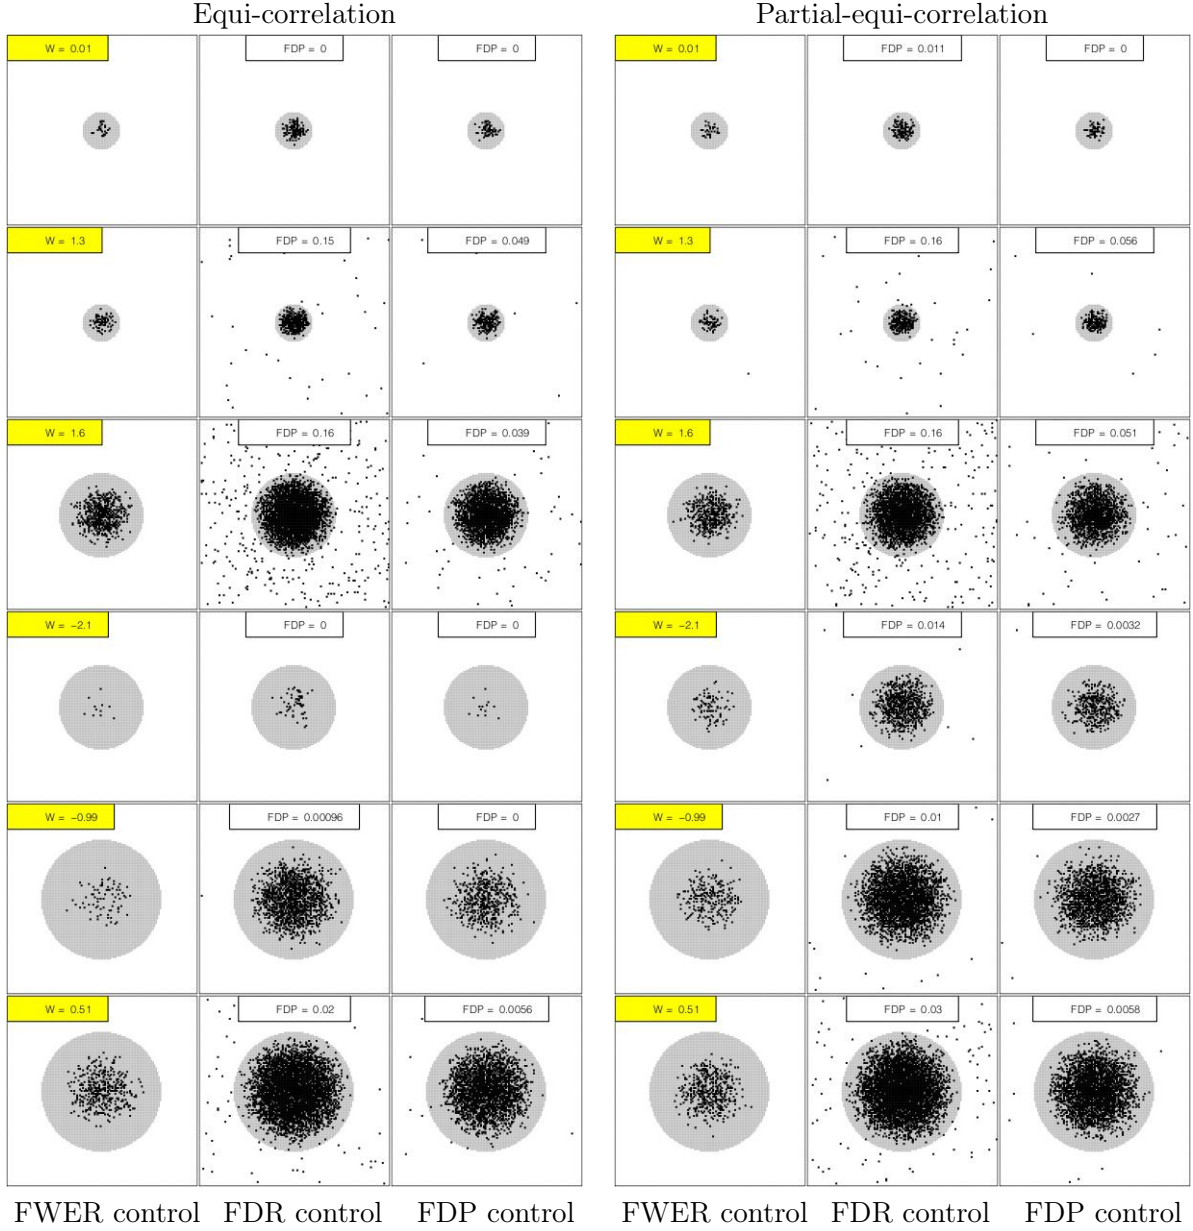 Equi-correlation Partial-equi-correlation
W = 0.01 FDP = 0 FDP = 0 W = 0.01 FDP = 0.011 FDP = 0
W = 1.3 FDP = 0.15 FDP = 0.049 W = 1.3 FDP = 0.16 FDP = 0.056
W = 1.6 FDP = 0.16 FDP = 0.039 W = 1.6 FDP = 0.16 FDP = 0.051
W = −2.1 FDP = 0 FDP = 0 W = −2.1 FDP = 0.014 FDP = 0.0032
W = −0.99 FDP = 0.00096 FDP = 0 W = −0.99 FDP = 0.01 FDP = 0.0027
W = 0.51 FDP = 0.02 FDP = 0.0056 W = 0.51 FDP = 0.03 FDP = 0.0058
FWER control FDR control FDP control FWER control FDR control FDP control